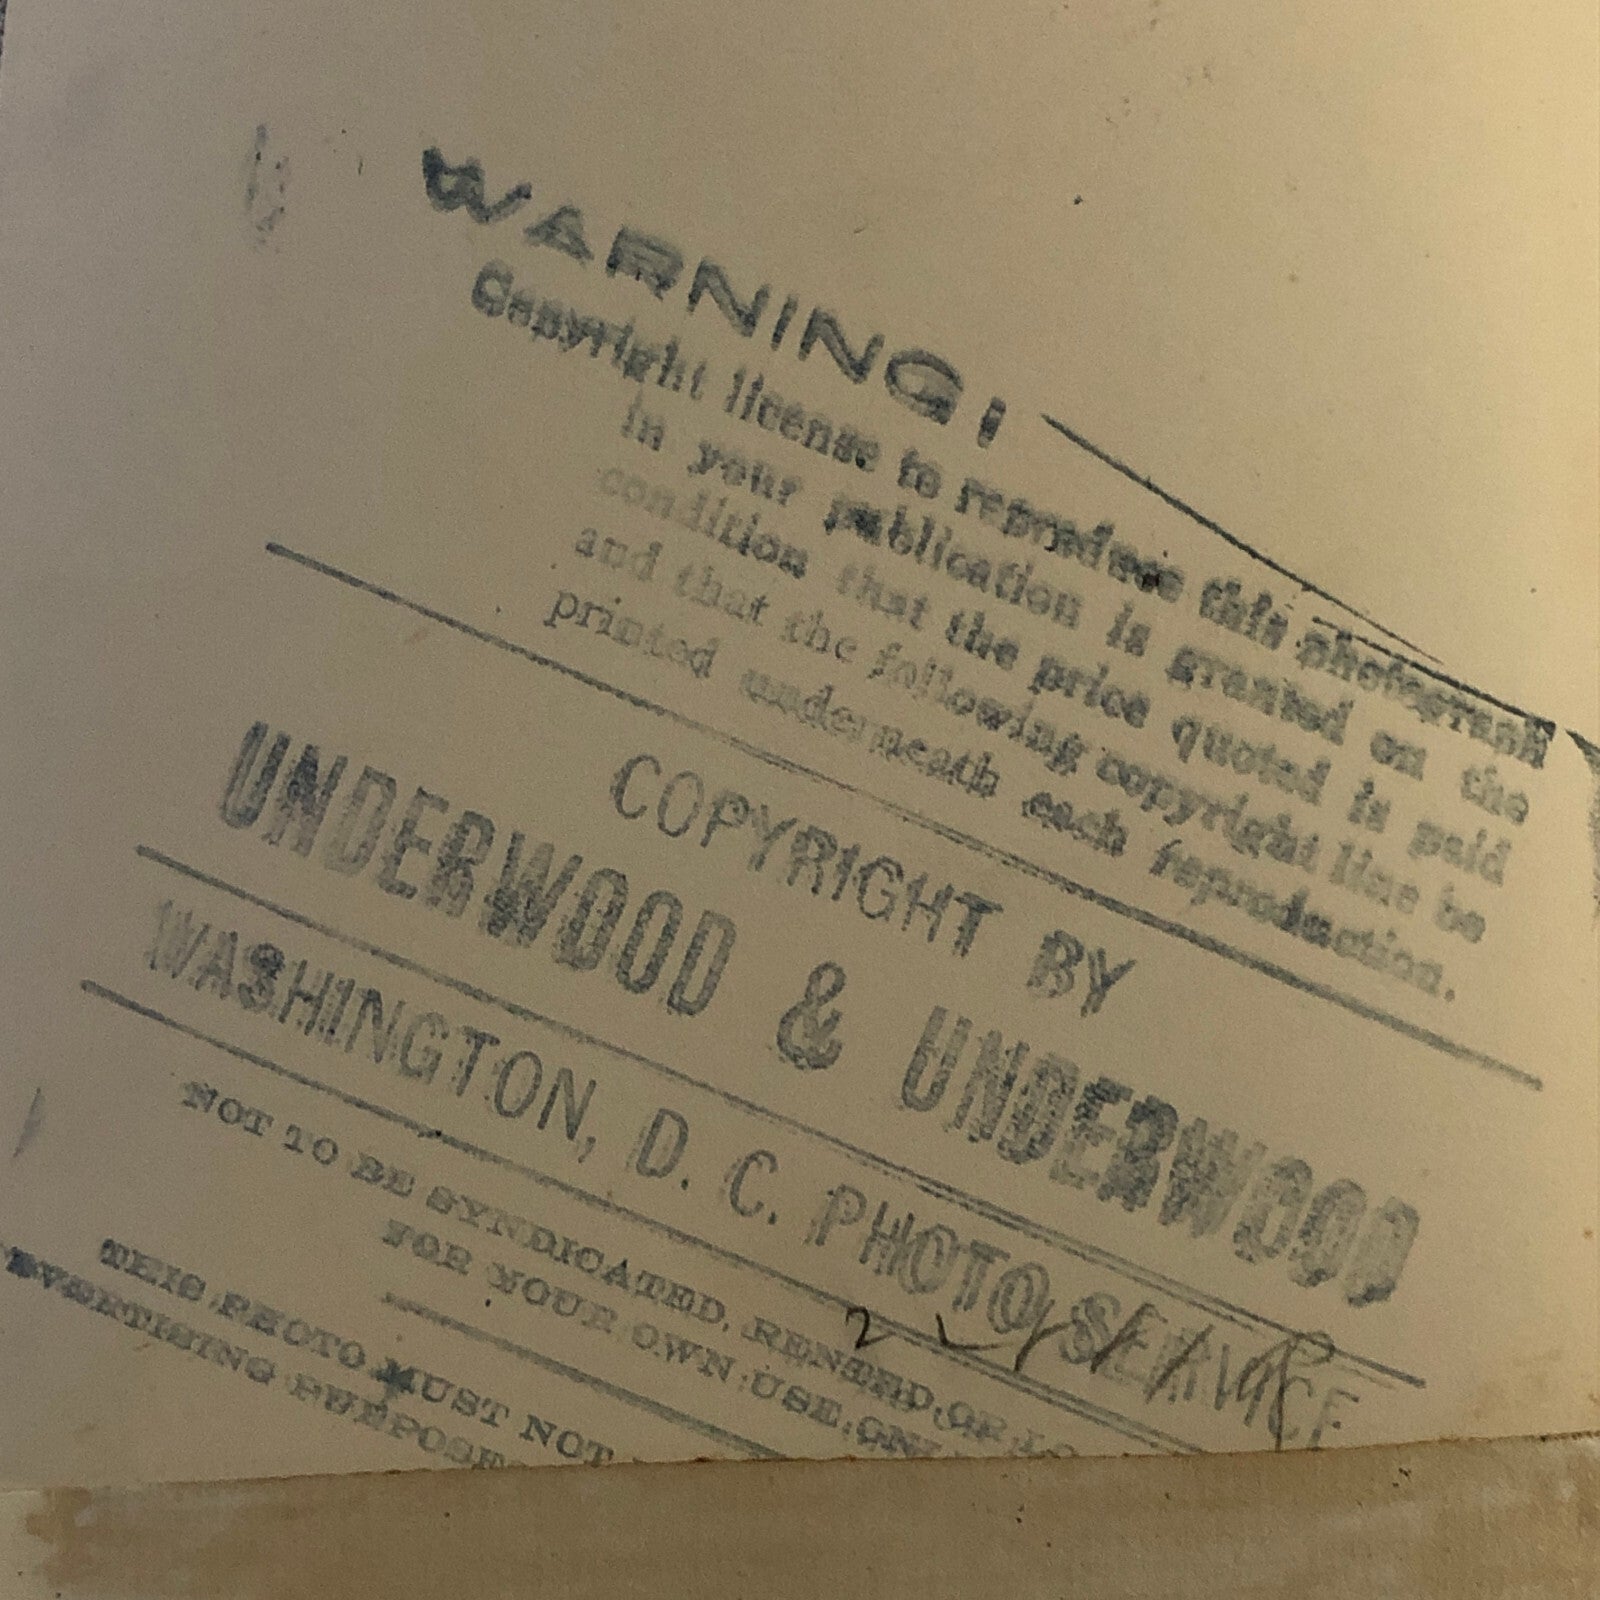 WARNING!
Copyright license to reproduce this photograph
in your publication is granted on the
condition that the price quoted is paid
and that the following copyright line be
printed underneath each reproduction.
COPYRIGHT BY
UNDERWOOD & UNDERWOOD
WASHINGTON, D. C. PHOTO SERVICE
NOT TO BE SYNDICATED, RENTED, OR
FOR YOUR OWN USE
THIS PHOTO MUST NOT